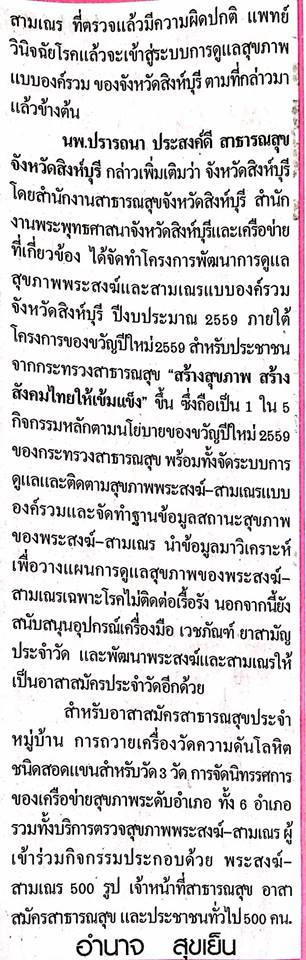 สามเณร ที่ตรวจแล้วมีความผิดปกติ แพทย์
วินิจฉัยโรคแล้วจะเข้าสู่ระบบการดูแลสุขภาพ
แบบองค์รวม ของจังหวัดสิงห์บุรี ตามที่กล่าวมา
แล้วข้างต้น
นพ.ปรารถนา ประสงค์ดี สาธารณสุข
จังหวัดสิงห์บุรี กล่าวเพิ่มเติมว่า จังหวัดสิงห์บุรี
โดยสำนักงานสาธารณสุขจังหวัดสิงห์บุรี สำนัก
งานพระพุทธศาสนาจังหวัดสิงห์บุรีและเครือข่าย
ที่เกี่ยวข้อง ได้จัดทำโครงการพัฒนาการดูแล
สุขภาพพระสงฆ์และสามเณรแบบองค์รวม
จังหวัดสิงห์บุรี ปีงบประมาณ 2559 ภายใต้
โครงการของขวัญปีใหม่2559 สำหรับประชาชน
จากกระทรวงสาธารณสุข “สร้างสุขภาพ สร้าง
สังคมไทยให้เข้มแข็ง” ขึ้น ซึ่งถือเป็น 1 ใน 5
กิจกรรมหลักตามนโยบายของขวัญปีใหม่ 2559
ของกระทรวงสาธารณสุข พร้อมทั้งจัดระบบการ
ดูแลและติดตามสุขภาพพระสงฆ์-สามเณรแบบ
องค์รวมและจัดทำฐานข้อมูลสถานะสุขภาพ
ของพระสงฆ์-สามเณร นำข้อมูลมาวิเคราะห์
เพื่อวางแผนการดูแลสุขภาพของพระสงฆ์-
สามเณรเฉพาะโรคไม่ติดต่อเรื้อรัง นอกจากนี้ยัง
สนับสนุนอุปกรณ์เครื่องมือ เวชภัณฑ์ ยาสามัญ
ประจำวัด และพัฒนาพระสงฆ์และสามเณรให้
เป็นอาสาสมัครประจำวัดอีกด้วย
สำหรับอาสาสมัครสาธารณสุขประจำ
หมู่บ้าน การถวายเครื่องวัดความดันโลหิต
ชนิดสอดแขนสำหรับวัด3 วัด การจัดนิทรรศการ
ของเครือข่ายสุขภาพระดับอำเภอ ทั้ง 6 อำเภอ
รวมทั้งบริการตรวจสุขภาพพระสงฆ์-สามเณร ผู้
เข้าร่วมกิจกรรมประกอบด้วย พระสงฆ์-
สามเณร 500 รูป เจ้าหน้าที่สาธารณสุข อาสา
สมัครสาธารณสุข และประชาชนทั่วไป 500 คน.
อำนาจ สุขเย็น